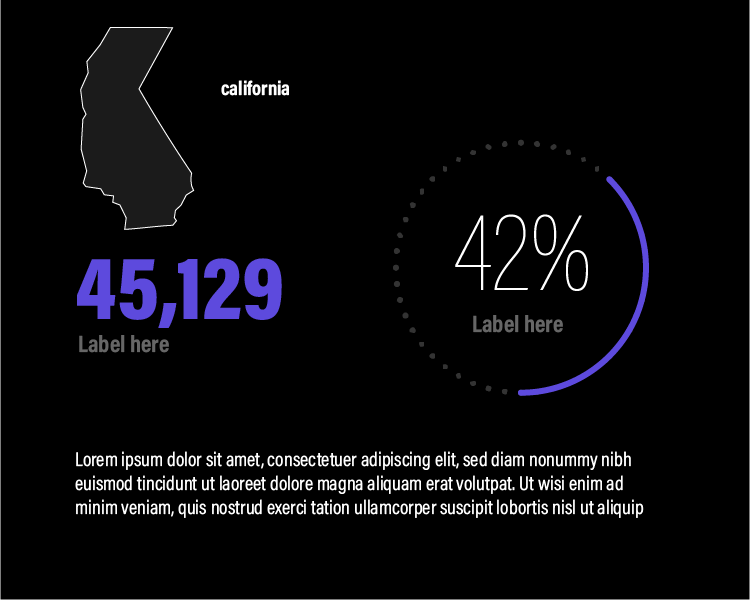 california
42%
Label here
45,129
Label here
Lorem ipsum dolor sit amet, consectetuer adipiscing elit, sed diam nonummy nibh
euismod tincidunt ut laoreet dolore magna aliquam erat volutpat. Ut wisi enim ad
minim veniam, quis nostrud exerci tation ullamcorper suscipit lobortis nisl ut aliquip